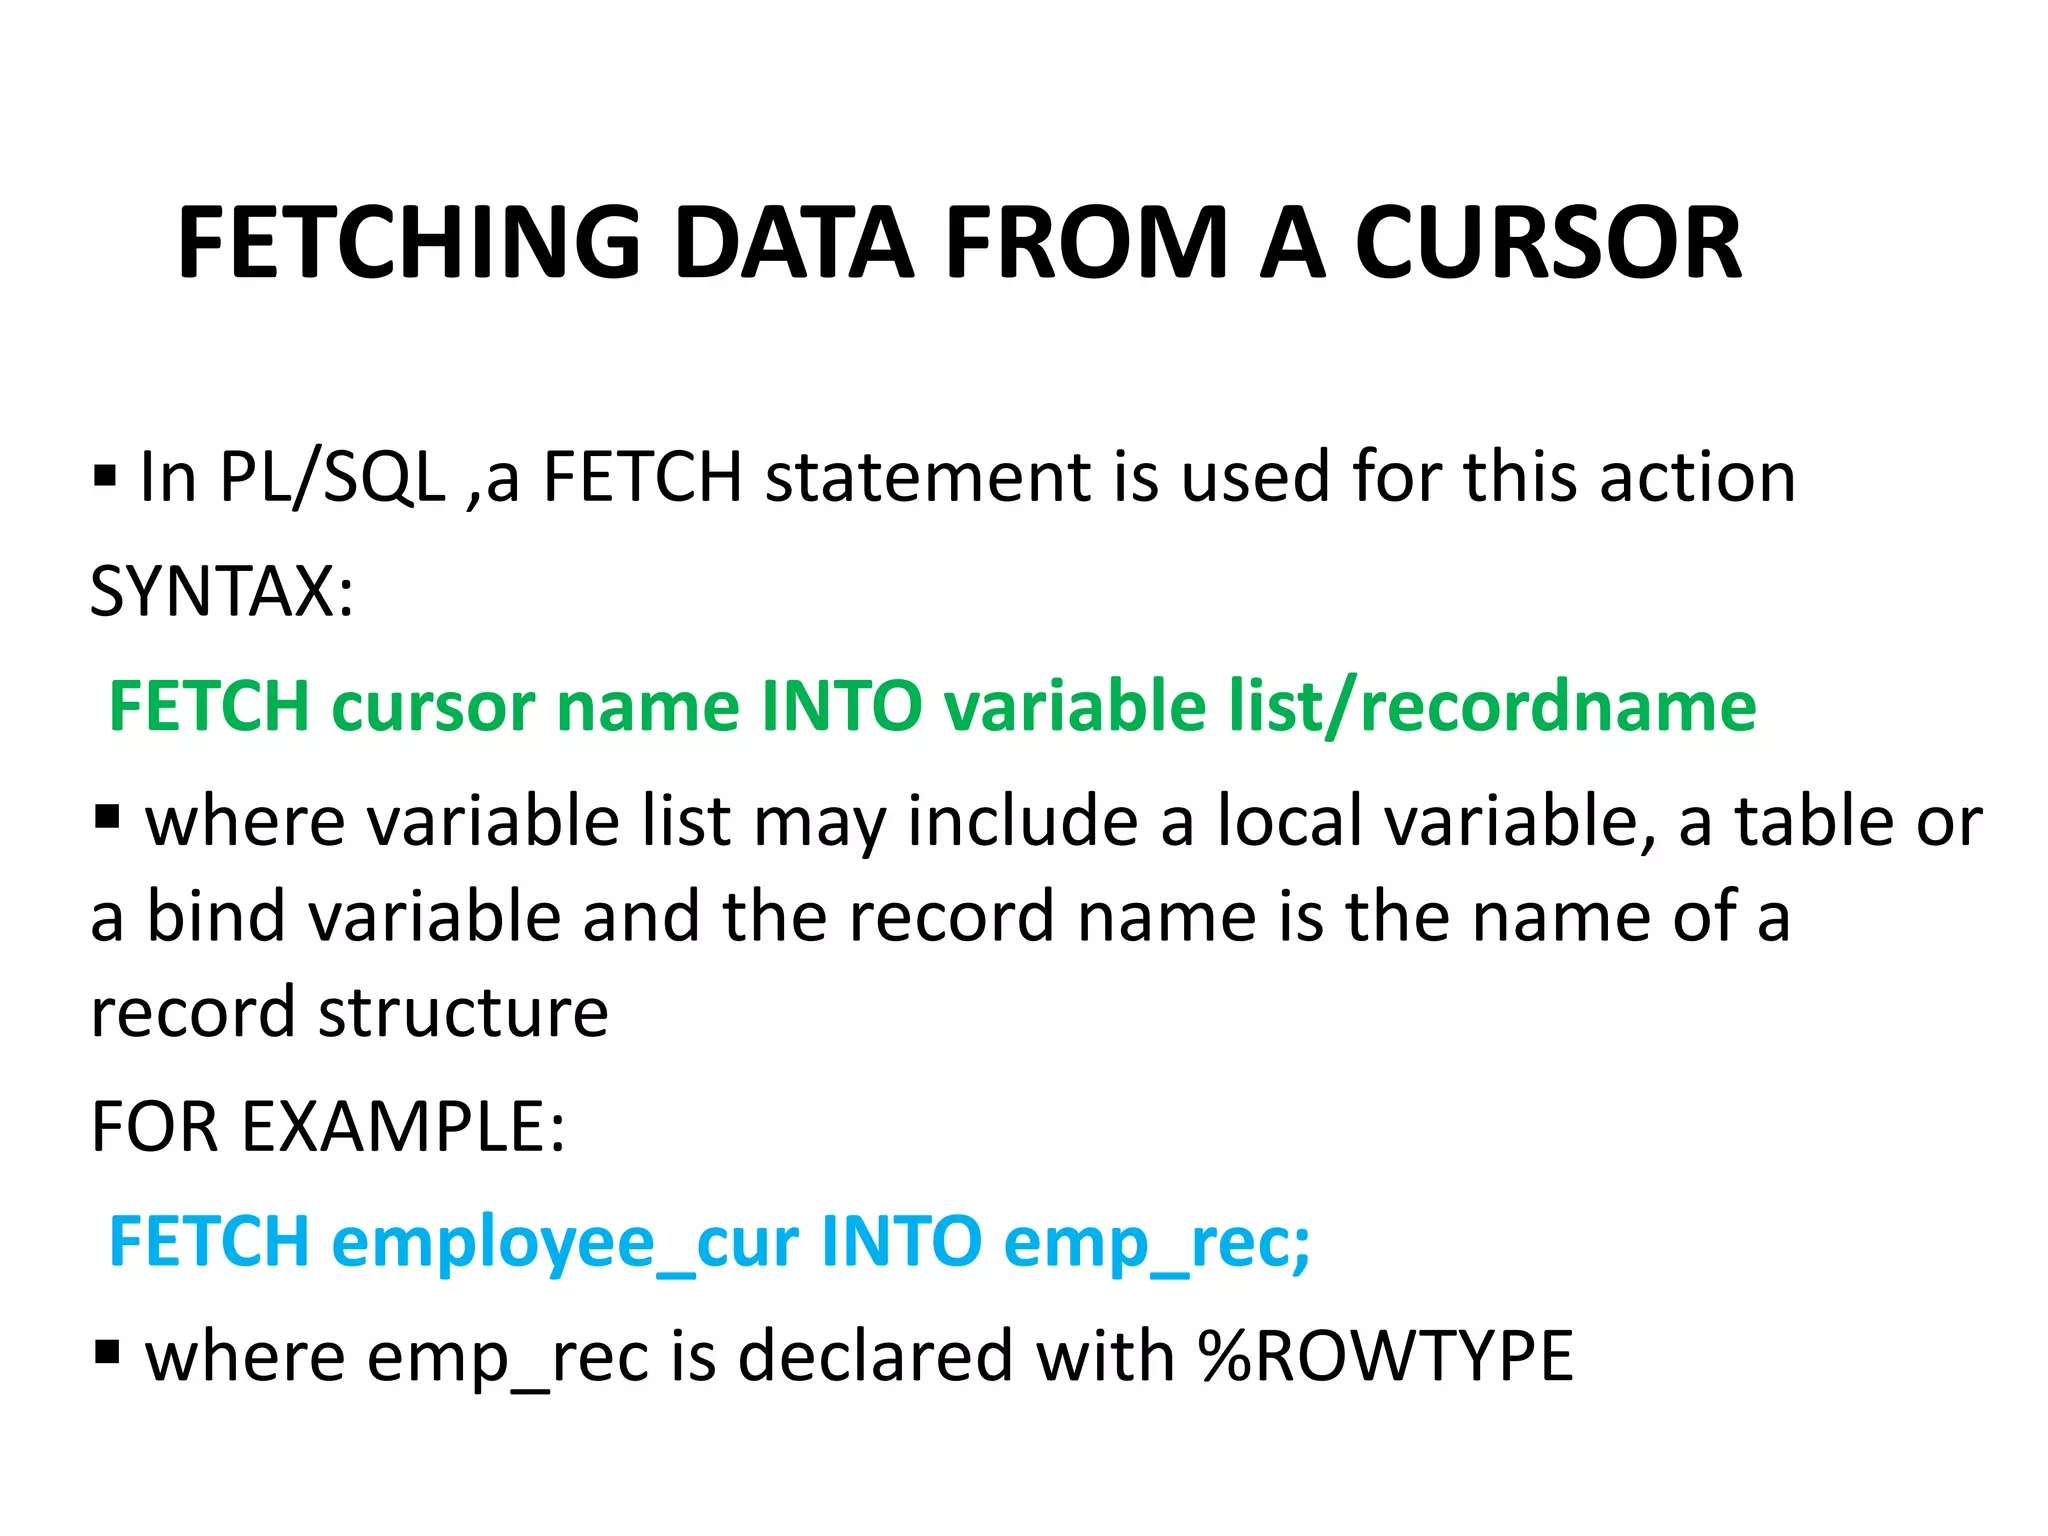 FETCHING DATA FROM A CURSOR
▪ In PL/SQL ,a FETCH statement is used for this action
SYNTAX:
FETCH cursor name INTO variable list/recordname
▪ where variable list may include a local variable, a table or
a bind variable and the record name is the name of a
record structure
FOR EXAMPLE:
FETCH employee_cur INTO emp_rec;
▪ where emp_rec is declared with %ROWTYPE